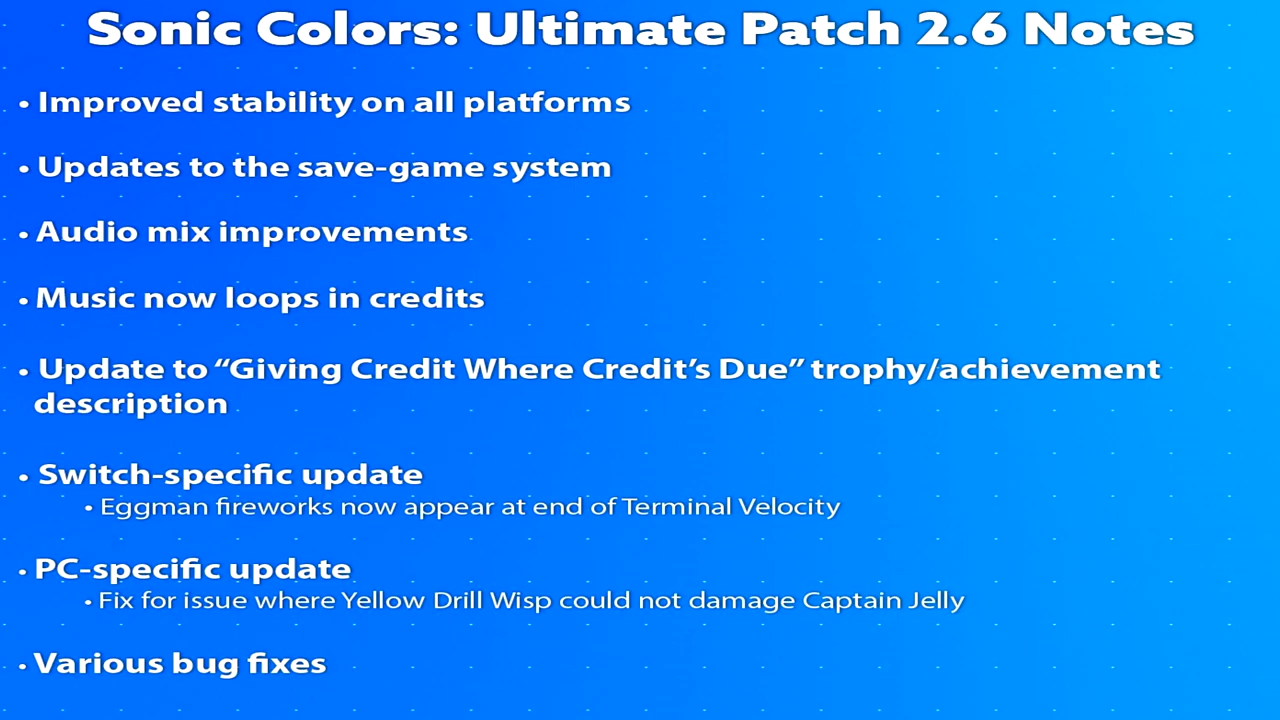 Sonic Colors: Ultimate Patch 2.6 Notes
• Improved stability on all platforms
• Updates to the save-game system
• Audio mix improvements
• Music now loops in credits
• Update to “Giving Credit Where Credit’s Due” trophy/achievement
description
• Switch-specific update
• Eggman fireworks now appear at end of Terminal Velocity
• PC-specific update
• Fix for issue where Yellow Drill Wisp could not damage Captain Jelly
• Various bug fixes